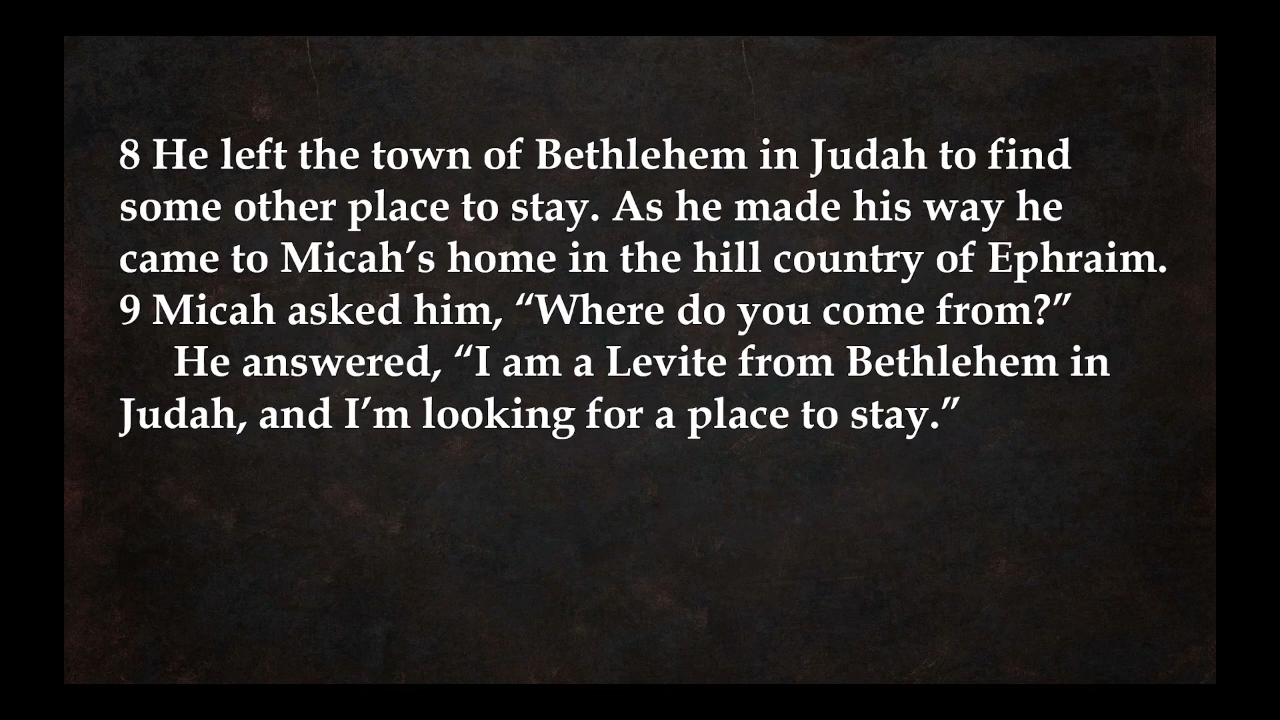 8 He left the town of Bethlehem in Judah to find
some other place to stay. As he made his way he
came to Micah’s home in the hill country of Ephraim.
9 Micah asked him, “Where do you come from?”
He answered, “I am a Levite from Bethlehem in
Judah, and I’m looking for a place to stay.”